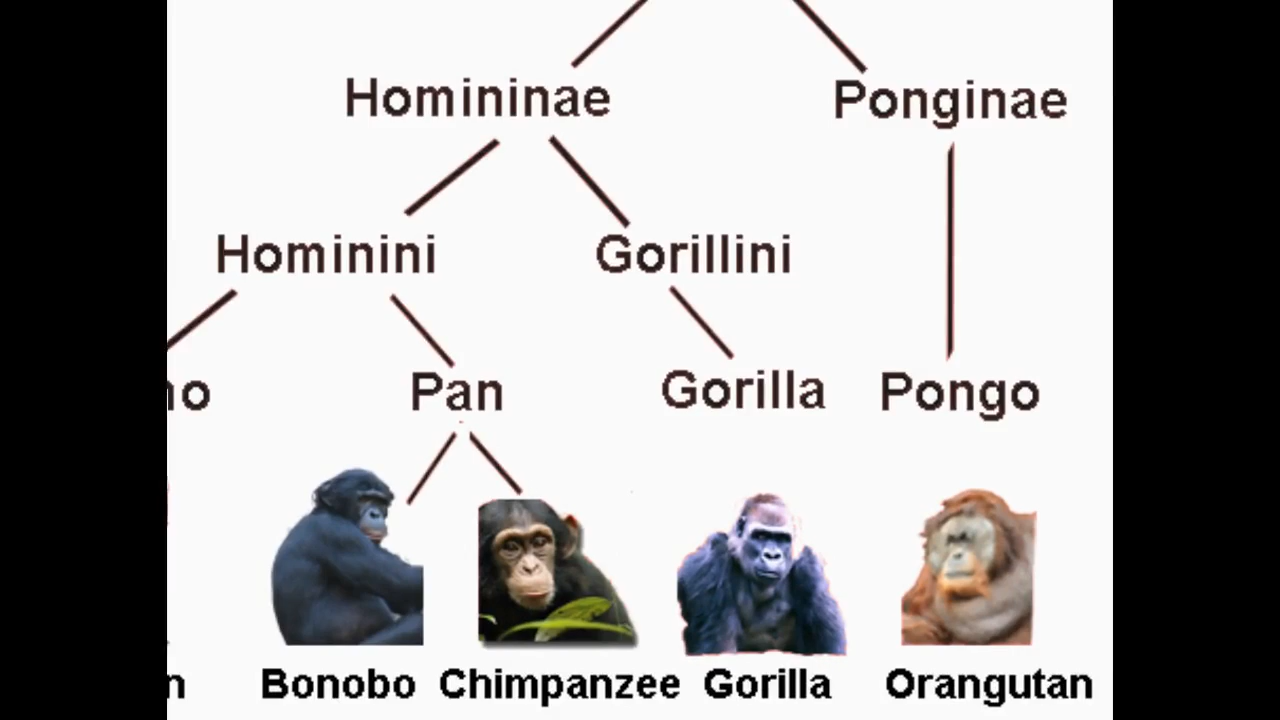 Homininae Ponginae
Hominini Gorillini
Pan Gorilla Pongo
Bonobo Chimpanzee Gorilla Orangutan